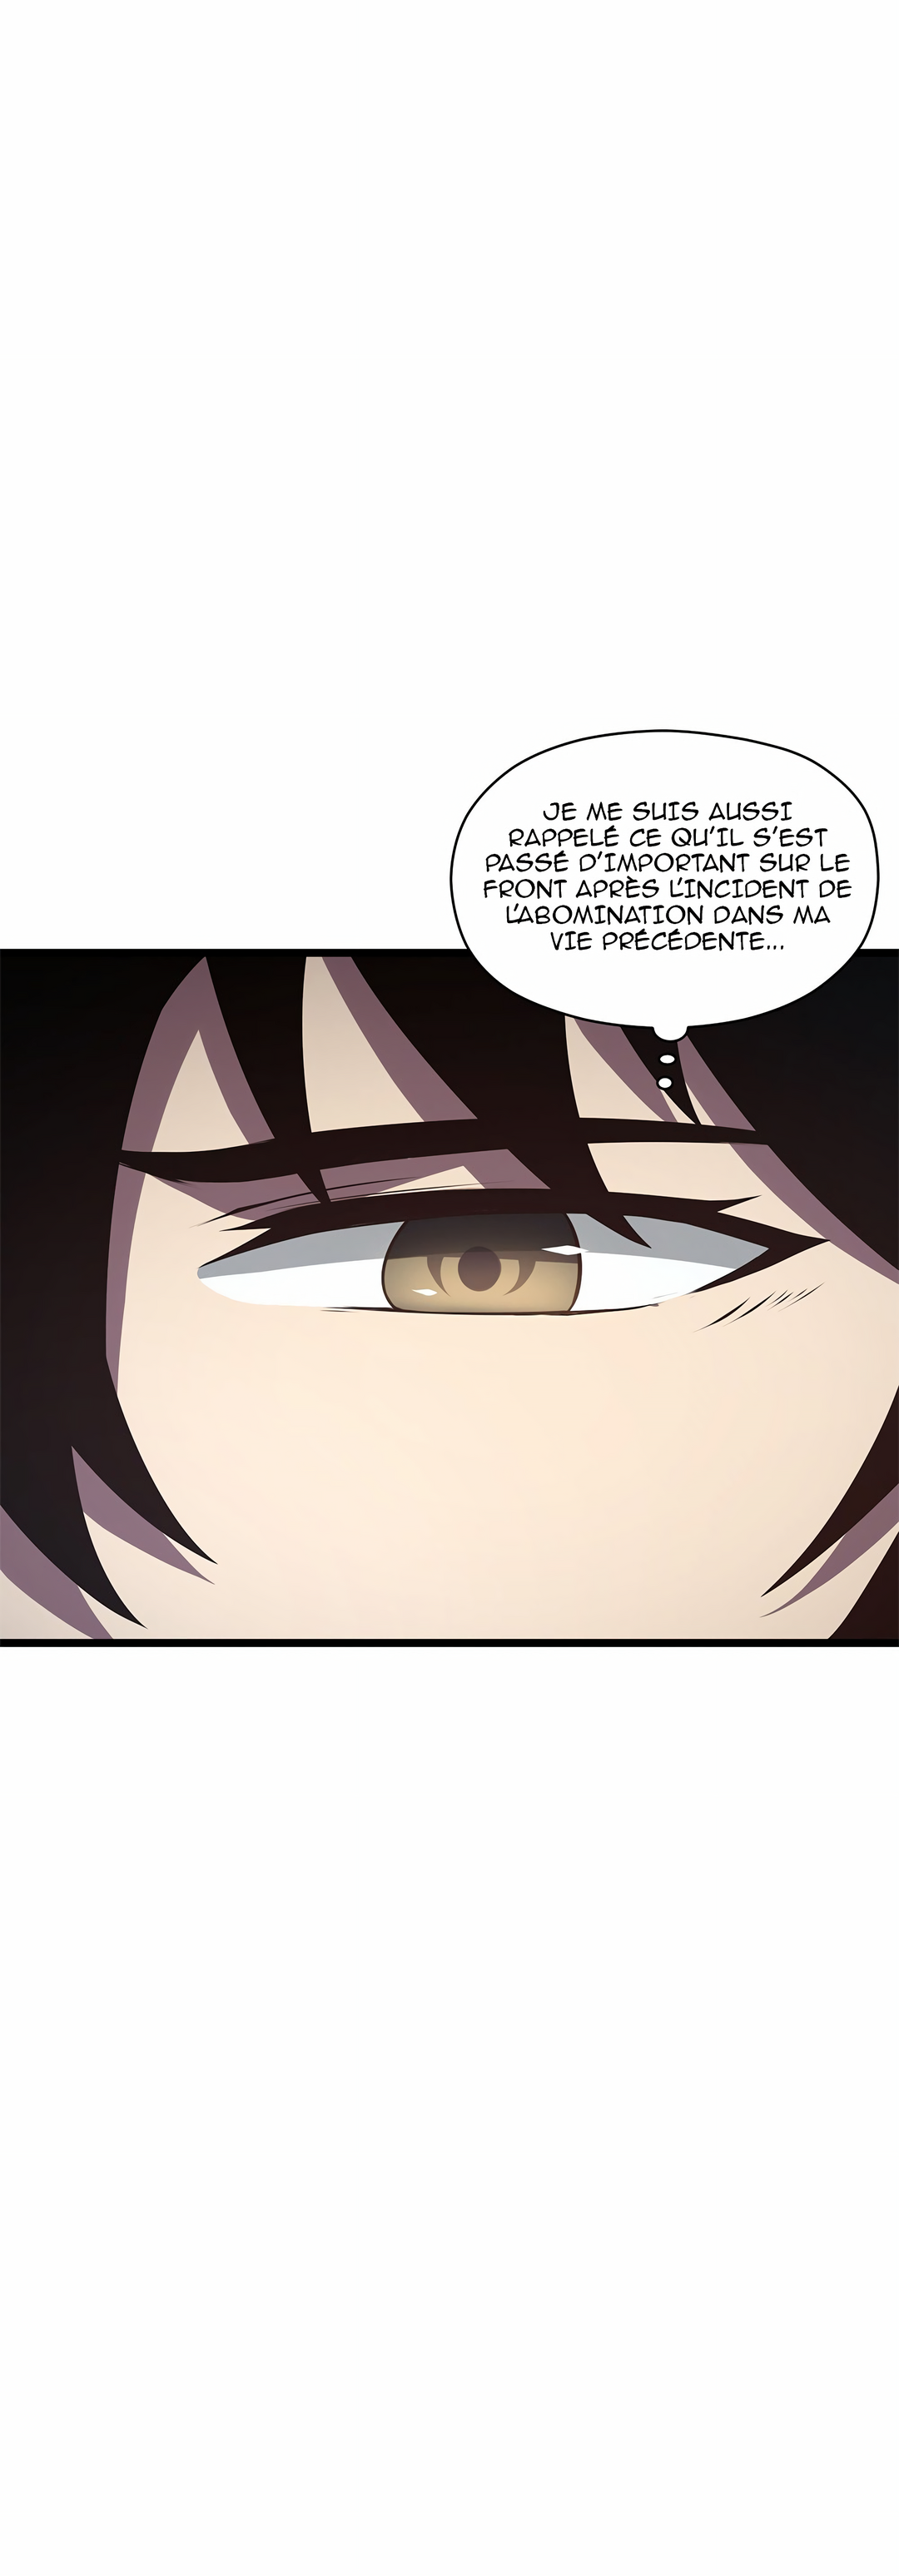 JE ME SUIS AUSSI
RAPPELÉ CE QU'IL S'EST
PASSÉ D'IMPORTANT SUR LE
FRONT APRÈS L'INCIDENT DE
L'ABOMINATION DANS MA
VIE PRÉCÉDENTE...